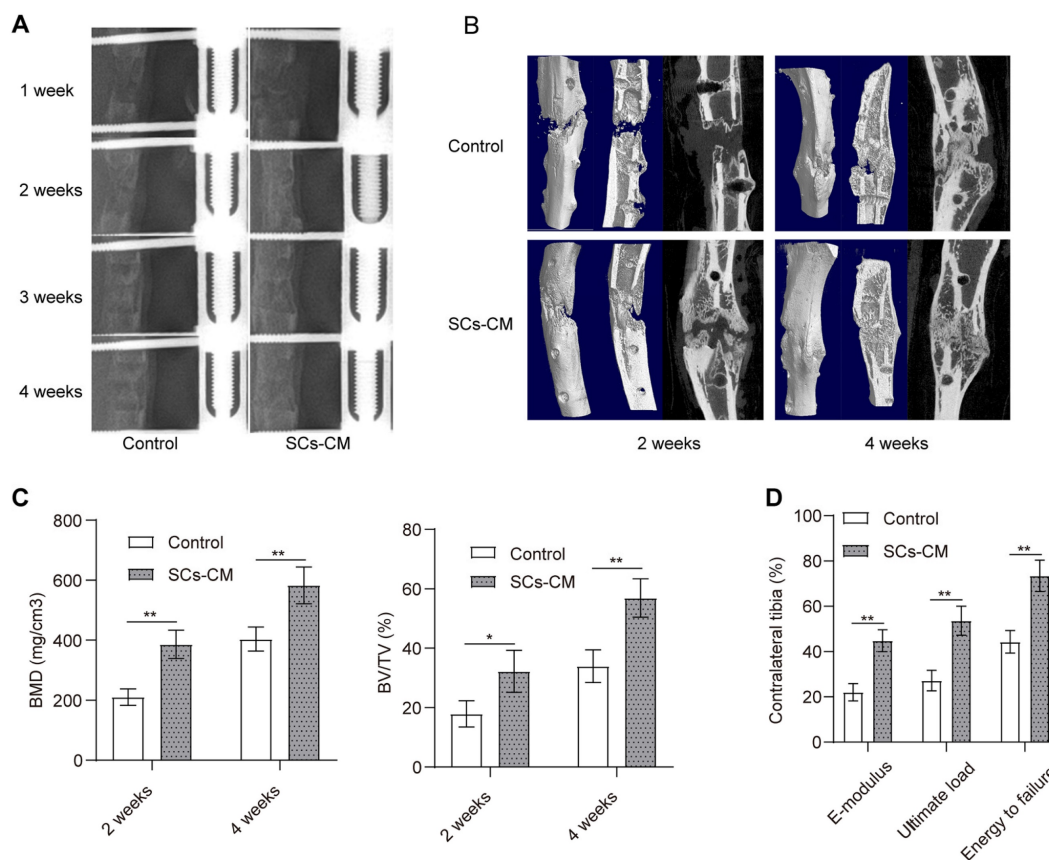 A
1 week
2 weeks
3 weeks
4 weeks
Control
SCs-CM
B
Control
SCs-CM
2 weeks
4 weeks
C
BMD (mg/cm3)
800
600
400
200
0
Control
SCs-CM
**
**
2 weeks
4 weeks
BV/TV (%)
80
60
40
20
0
Control
SCs-CM
*
**
2 weeks
4 weeks
D
Contralateral tibia (%)
100
80
60
40
20
0
Control
SCs-CM
**
**
**
E-modulus
Ultimate load
Energy to failure